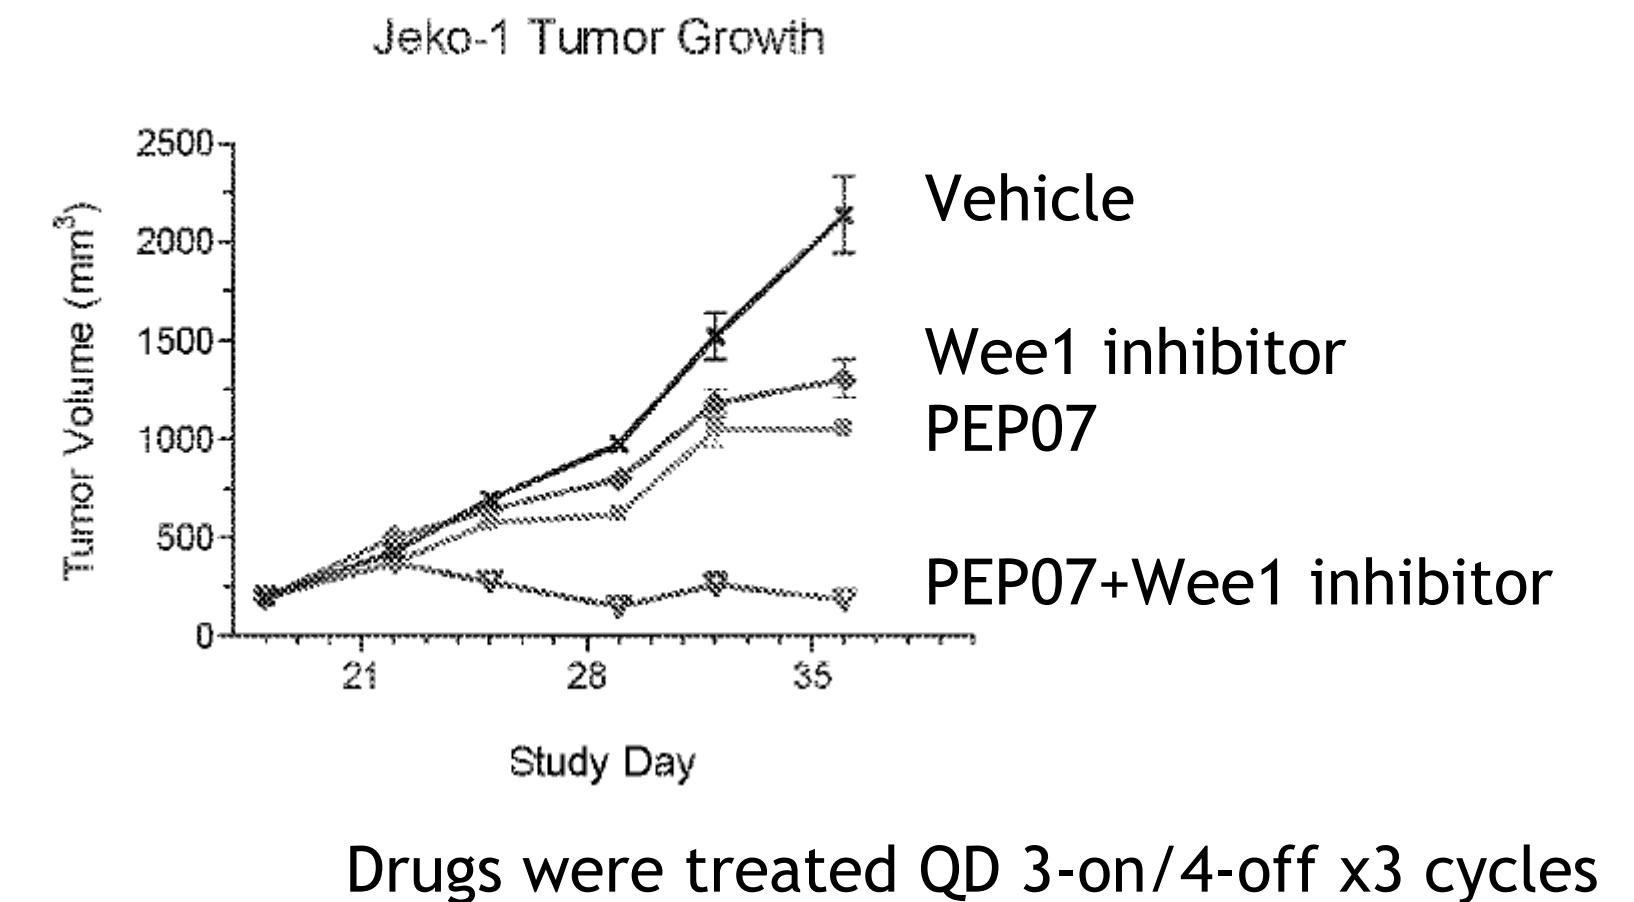 Jeko-1 Tumor Growth
Tumor Volume (mm³)
2500
2000
1500
1000
500
0
21 28 35
Study Day
Vehicle
Wee1 inhibitor
PEP07
PEP07+Wee1 inhibitor
Drugs were treated QD 3-on/4-off x3 cycles